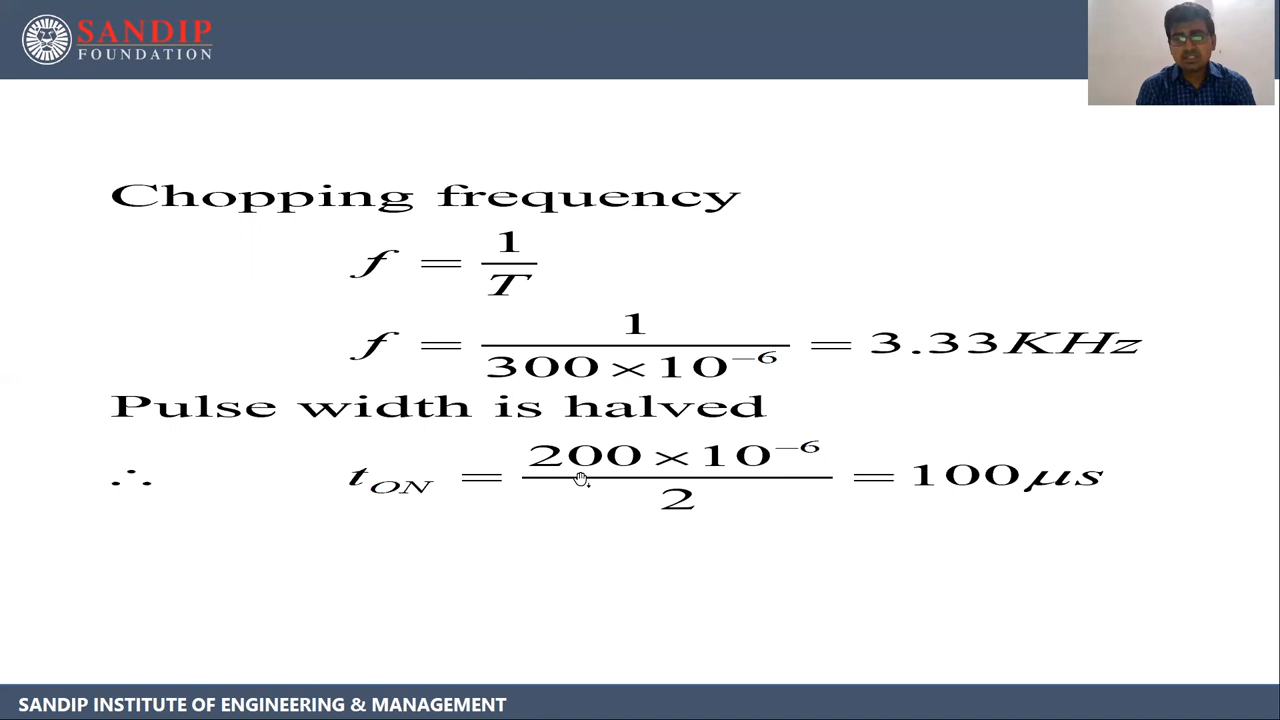 SANDIP
FOUNDATION
Chopping frequency
f = 1/T
f = 1/(300×10⁻⁶) = 3.33KHz
Pulse width is halved
∴ t_ON = (200×10⁻⁶)/2 = 100μs
SANDIP INSTITUTE OF ENGINEERING & MANAGEMENT